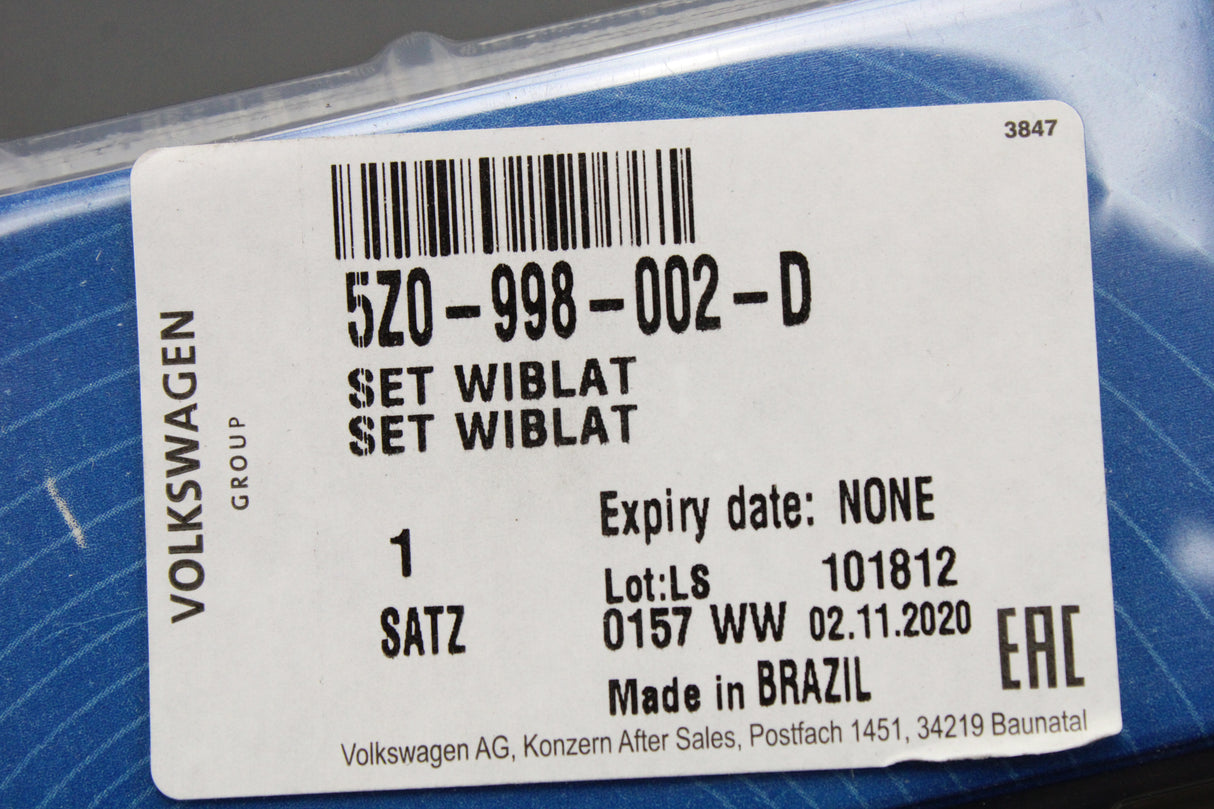 3847
5Z0-998-002-D
SET WIBLAT
SET WIBLAT
VOLKSWAGEN
GROUP
Expiry date: NONE
1
Lot:LS 101812
SATZ
0157 WW 02.11.2020
EAC
Made in BRAZIL
Volkswagen AG, Konzern After Sales, Postfach 1451, 34219 Baunatal